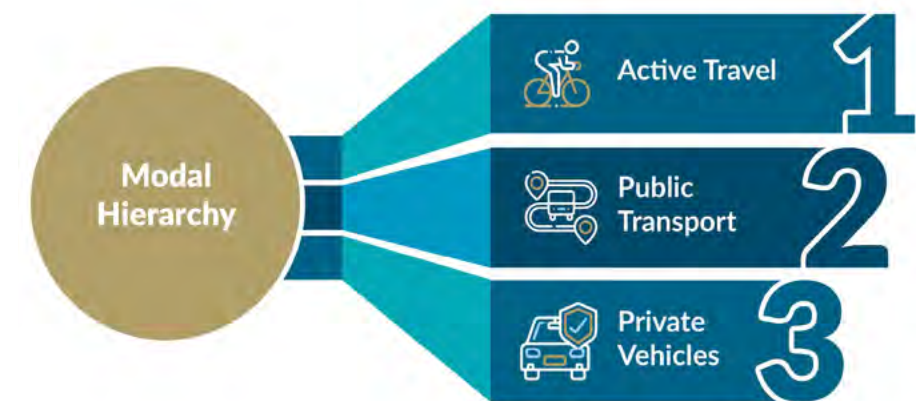 Modal
Hierarchy
Active Travel
1
Public
Transport
2
Private
Vehicles
3